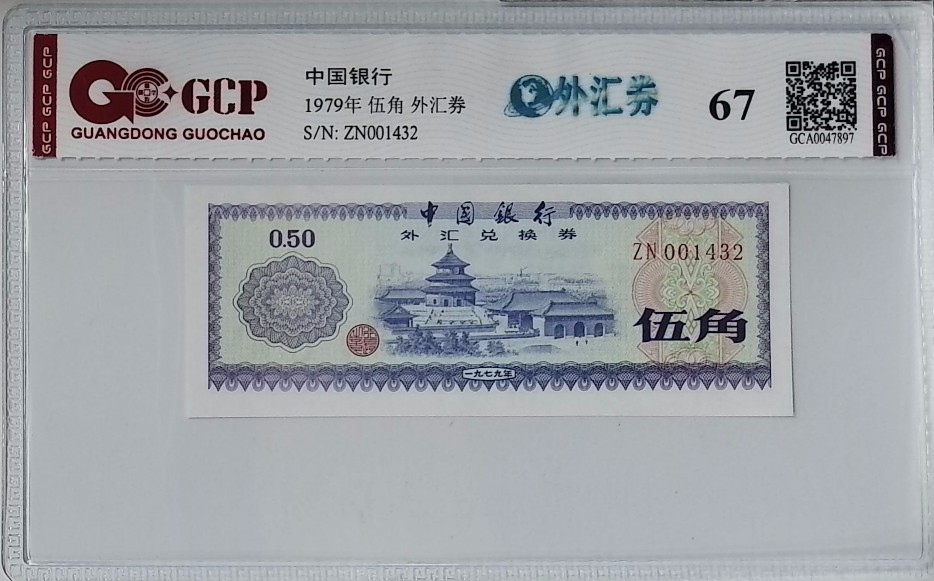 GCP
GUANGDONG GUOCHAO
中国银行
1979年 伍角 外汇券
S/N: ZN001432
外汇券
67
GCA0047897
GCP GCP GCP
GCP GCP GCP
中国银行
外汇兑换券
0.50
ZN001432
伍角
一九七九年